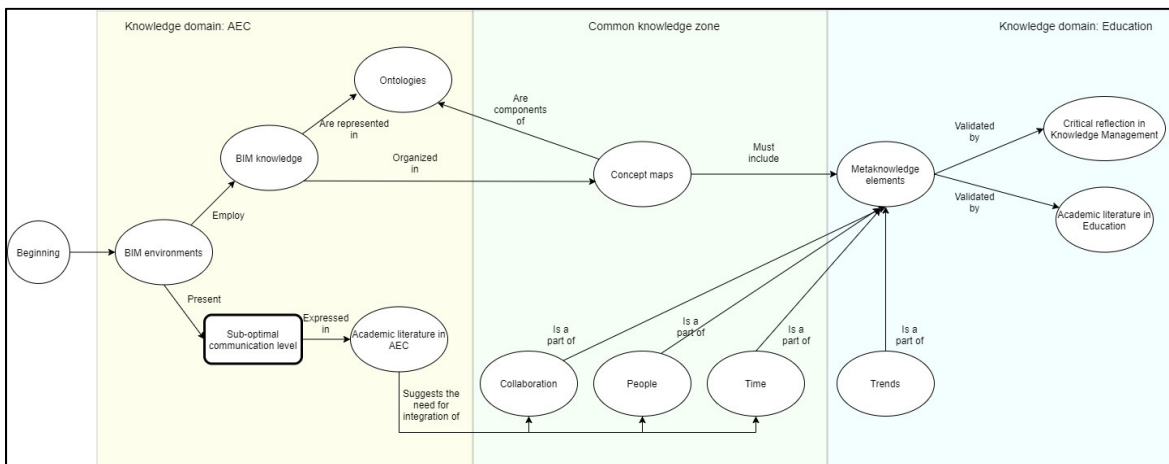 Knowledge domain: AEC
Common knowledge zone
Knowledge domain: Education
Ontologies
Are
components
of
Are represented
in
BIM knowledge
Organized
in
Concept maps
Must
include
Metaknowledge
elements
Validated
by
Critical reflection in
Knowledge Management
Validated
by
Academic literature in
Education
Employ
Beginning
BIM environments
Present
Sub-optimal
communication level
Expressed
in
Academic literature in
AEC
Suggests the
need for
integration of
Is a
part of
Is a
part of
Is a
part of
Is a
part of
Collaboration
People
Time
Trends